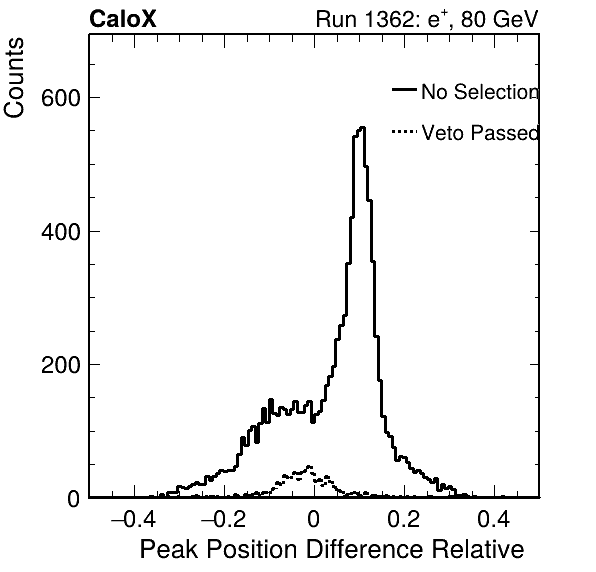 CaloX Run 1362: e⁺, 80 GeV
Counts
No Selection
Veto Passed
600
400
200
0
−0.4 −0.2 0 0.2 0.4
Peak Position Difference Relative